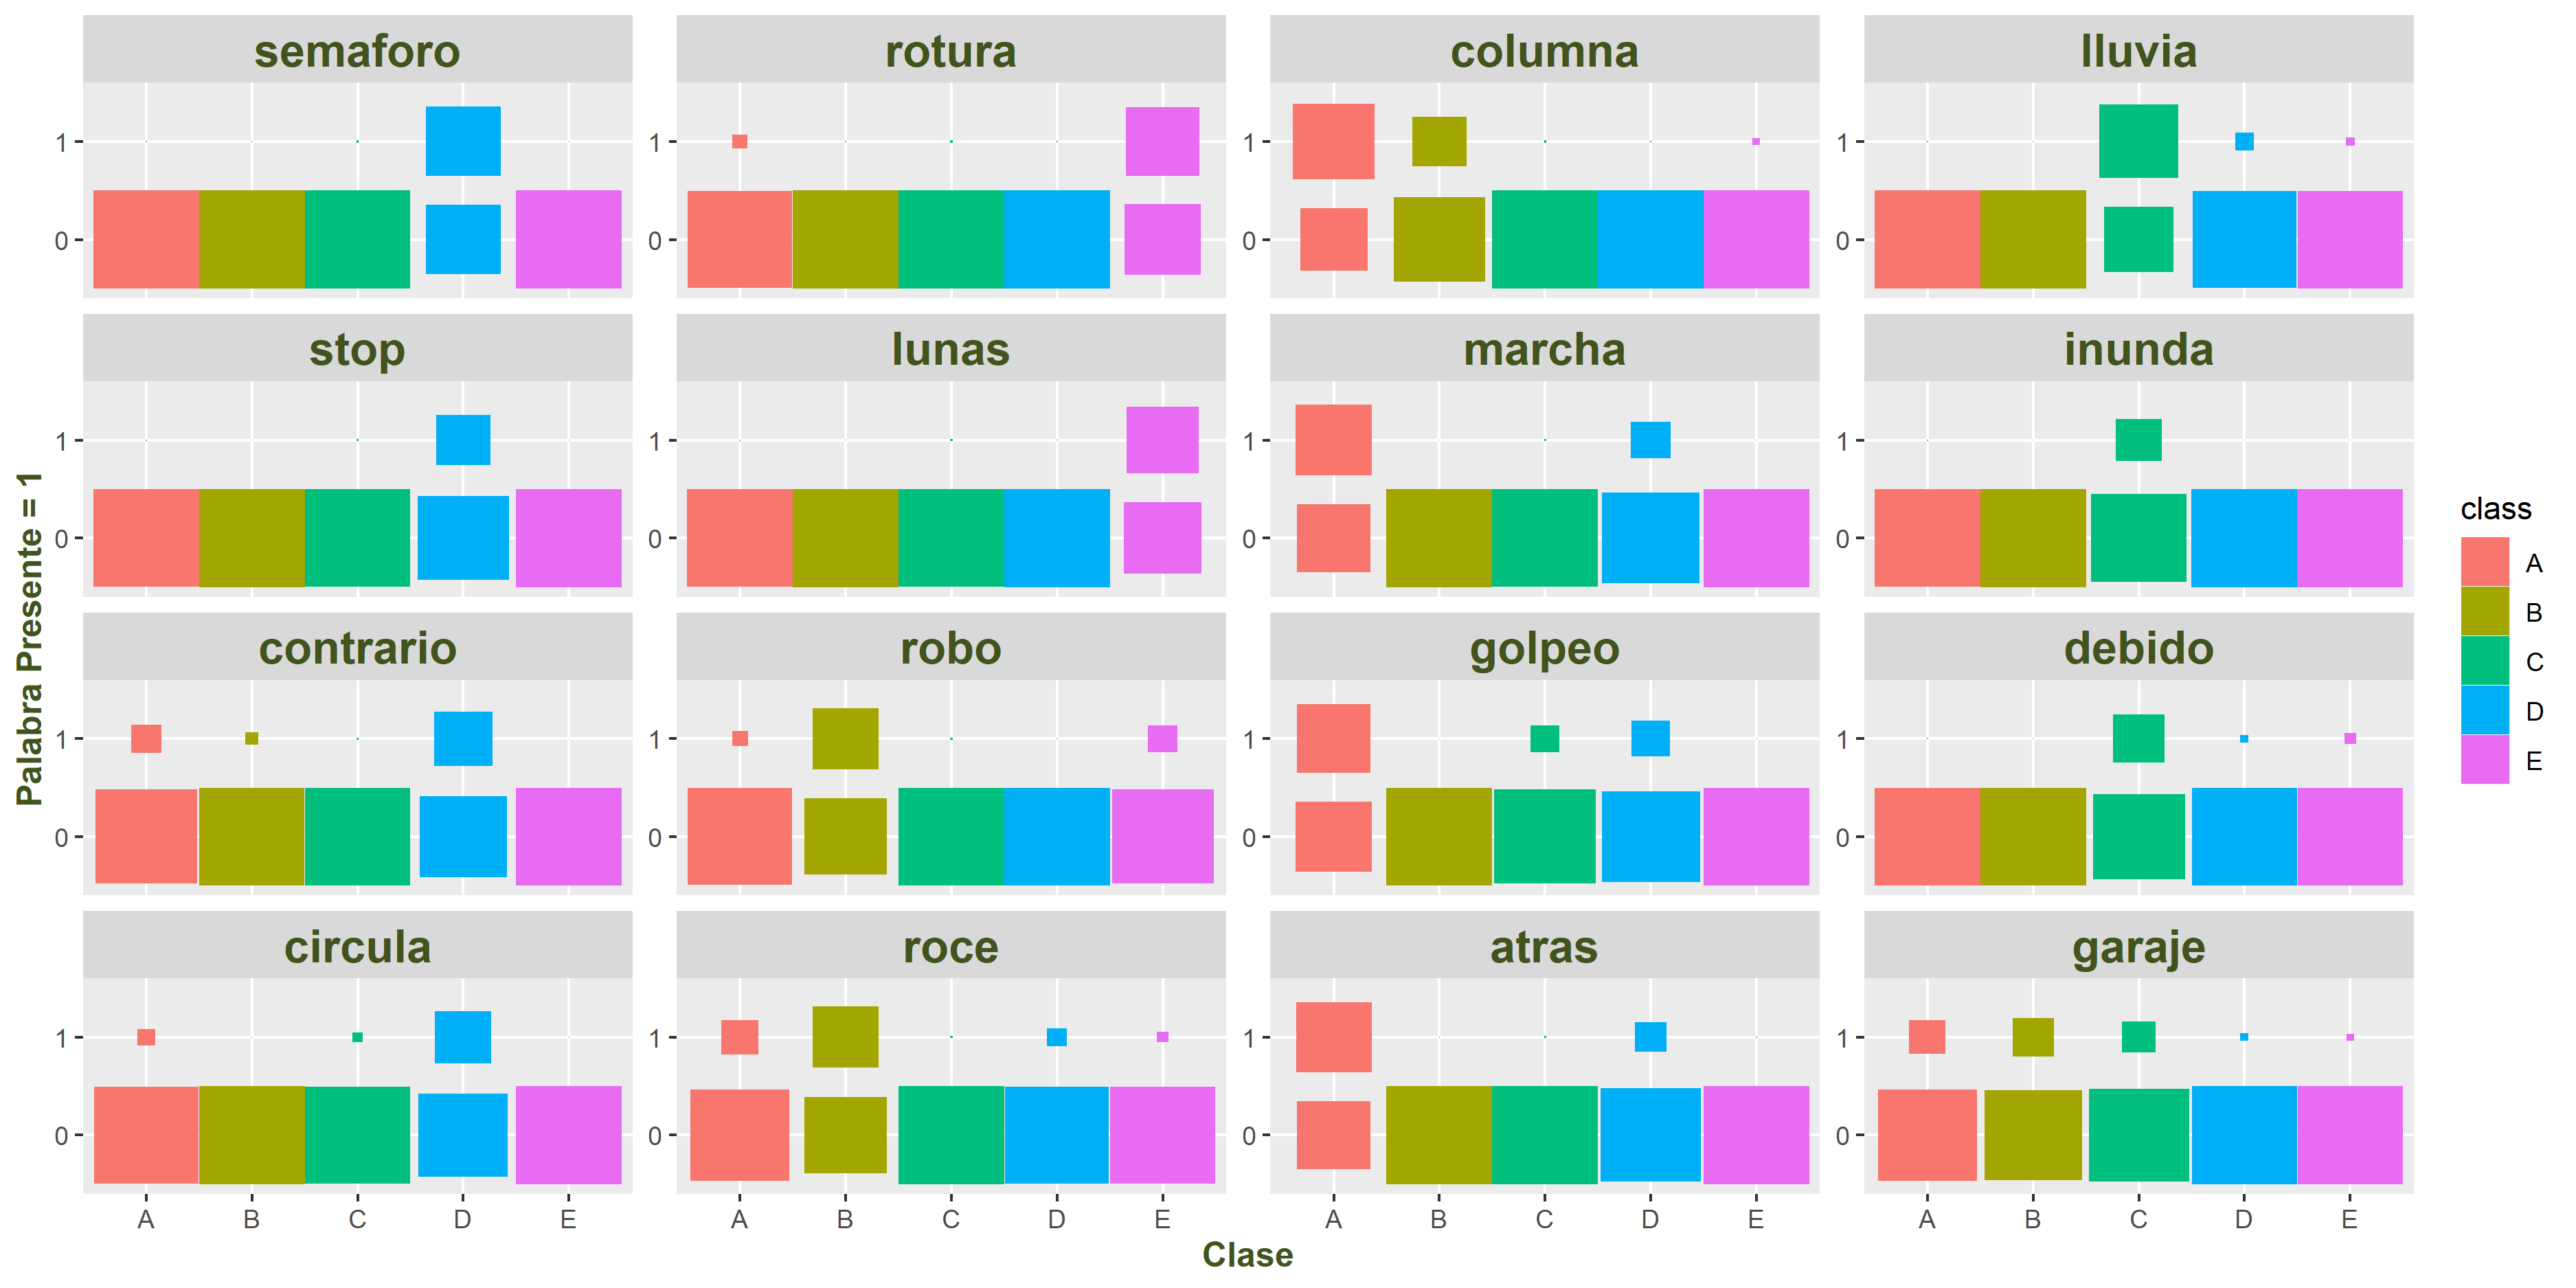 semaforo
rotura
columna
lluvia
1
0
1
0
1
0
1
0
stop
lunas
marcha
inunda
1
0
1
0
1
0
1
0
contrario
robo
golpeo
debido
1
0
1
0
1
0
1
0
circula
roce
atras
garaje
1
0
1
0
1
0
1
0
A B C D E
A B C D E
A B C D E
A B C D E
Clase
Palabra Presente = 1
class
A
B
C
D
E